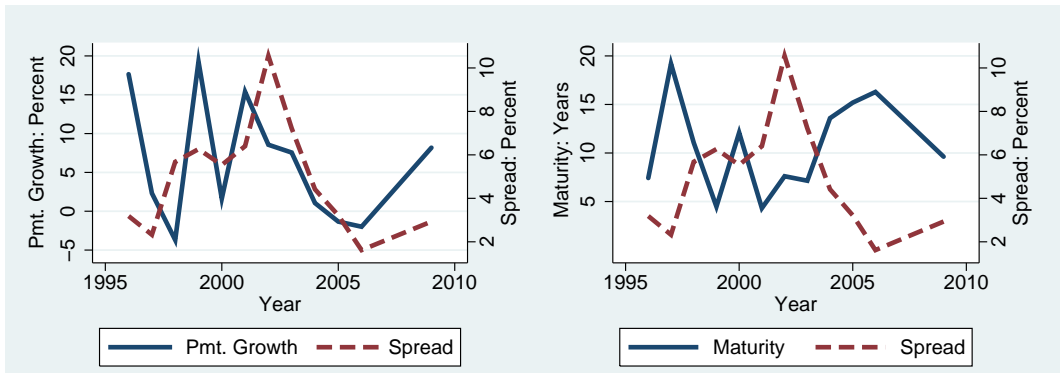 Pmt. Growth: Percent
20
15
10
5
0
−5
10
8
6
4
2
Spread: Percent
1995 2000 2005 2010
Year
Pmt. Growth Spread
Maturity: Years
20
15
10
5
10
8
6
4
2
Spread: Percent
1995 2000 2005 2010
Year
Maturity Spread